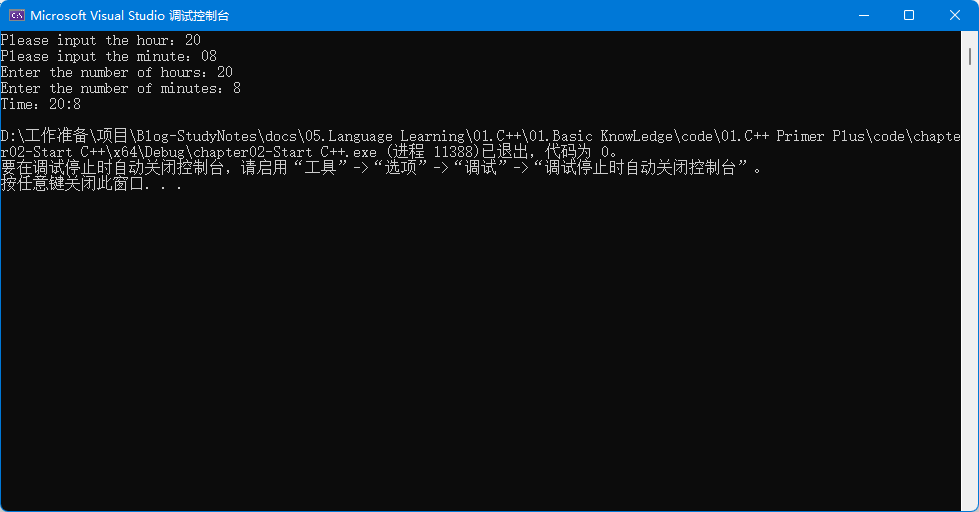 Microsoft Visual Studio 调试控制台
Please input the hour: 20
Please input the minute: 08
Enter the number of hours: 20
Enter the number of minutes: 8
Time: 20:8
D:\工作准备\项目\Blog-StudyNotes\docs\05.Language Learning\01.C++\01.Basic KnowLedge\code\01.C++ Primer Plus\code\chapte
r02-Start C++\x64\Debug\chapter02-Start C++.exe (进程 11388)已退出，代码为 0。
要在调试停止时自动关闭控制台，请启用“工具”->“选项”->“调试”->“调试停止时自动关闭控制台”。
按任意键关闭此窗口. . .